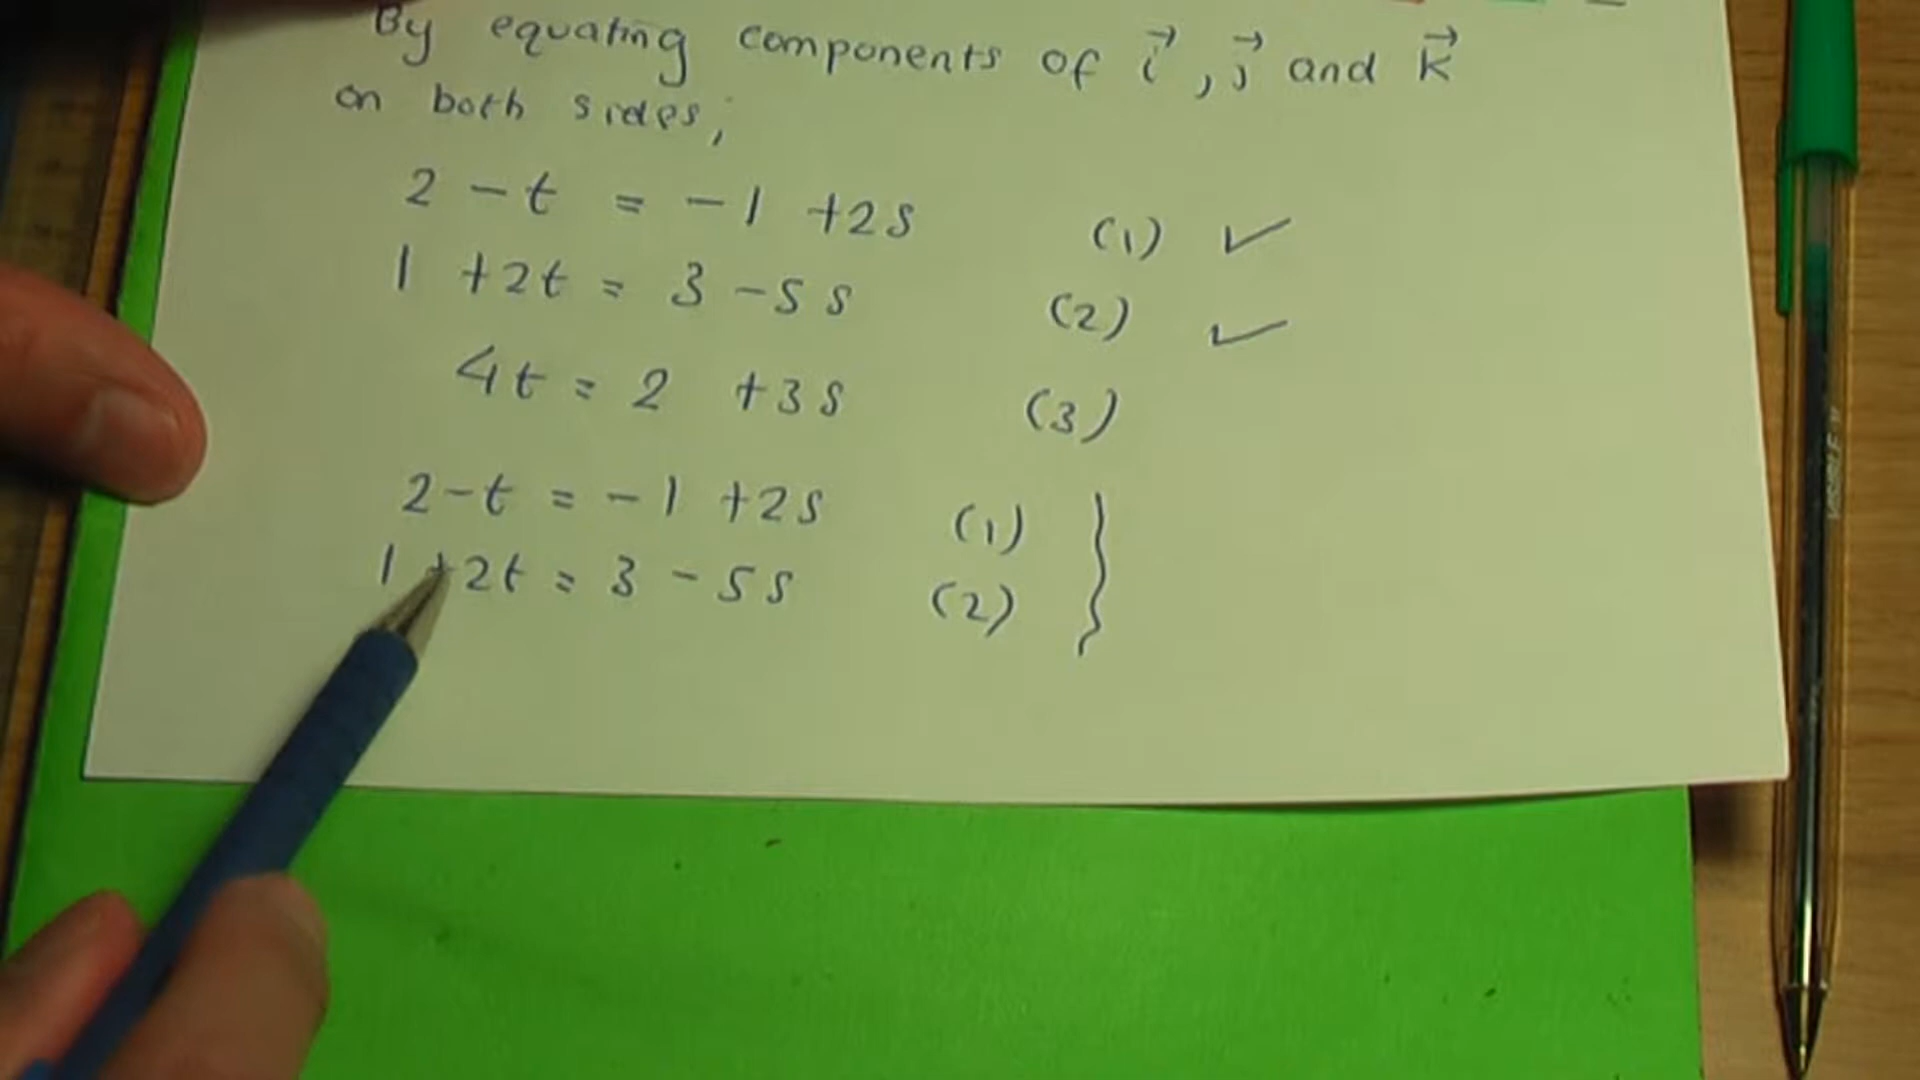 By equating components of i⃗, j⃗ and k⃗
on both sides;
2 - t = -1 +2s (1) ✓
1 +2t = 3 -5s (2) ✓
4t = 2 +3s (3)
2-t = -1 +2s (1)
1 +2t = 3 - 5s (2)